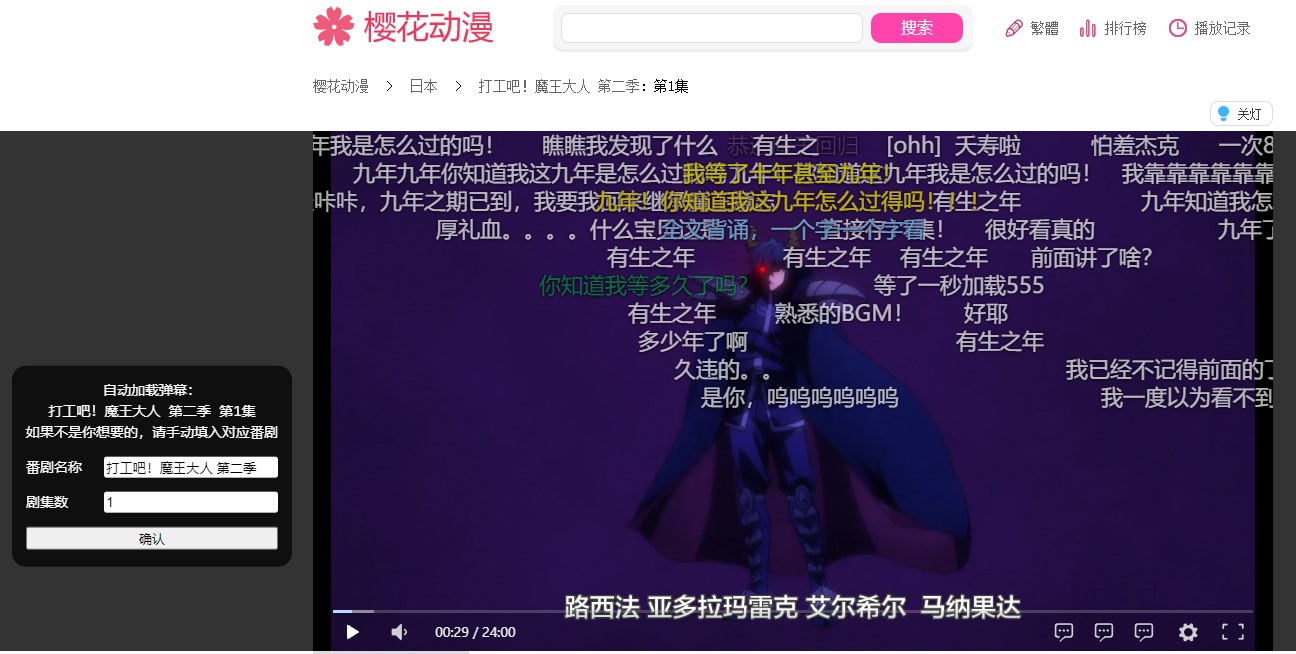 樱花动漫
搜索
繁體
排行榜
播放记录
樱花动漫 > 日本 > 打工吧！魔王大人 第二季：第1集
关灯
年我是怎么过的吗！ 瞧瞧我发现了什么 有生之 回归 [ohh] 夭寿啦 怕羞杰克 一次8
九年九年你知道我这九年是怎么过 我等了牛年甚至九年! 九年我是怎么过的吗！ 我靠靠靠靠靠靠
咔咔，九年之期已到，我要我 九年！你知道我这九年怎么过得吗！！！ 有生之年 九年知道我怎
厚礼血。。。。什么宝贝这是 全文背诵，一个字一个字看 集！ 很好看真的 九年了
有生之年 有生之年 有生之年 前面讲了啥？
你知道我等多久了吗？ 等了一秒加载555
有生之年 熟悉的BGM！ 好耶
多少年了啊 有生之年
久违的。。 我已经不记得前面的了
是你，呜呜呜呜呜呜 我一度以为看不到
自动加载弹幕：
打工吧！魔王大人 第二季 第1集
如果不是你想要的，请手动填入对应番剧
番剧名称 打工吧！魔王大人 第二季
剧集数 1
确认
路西法 亚多拉玛雷克 艾尔希尔 马纳果达
00:29 / 24:00